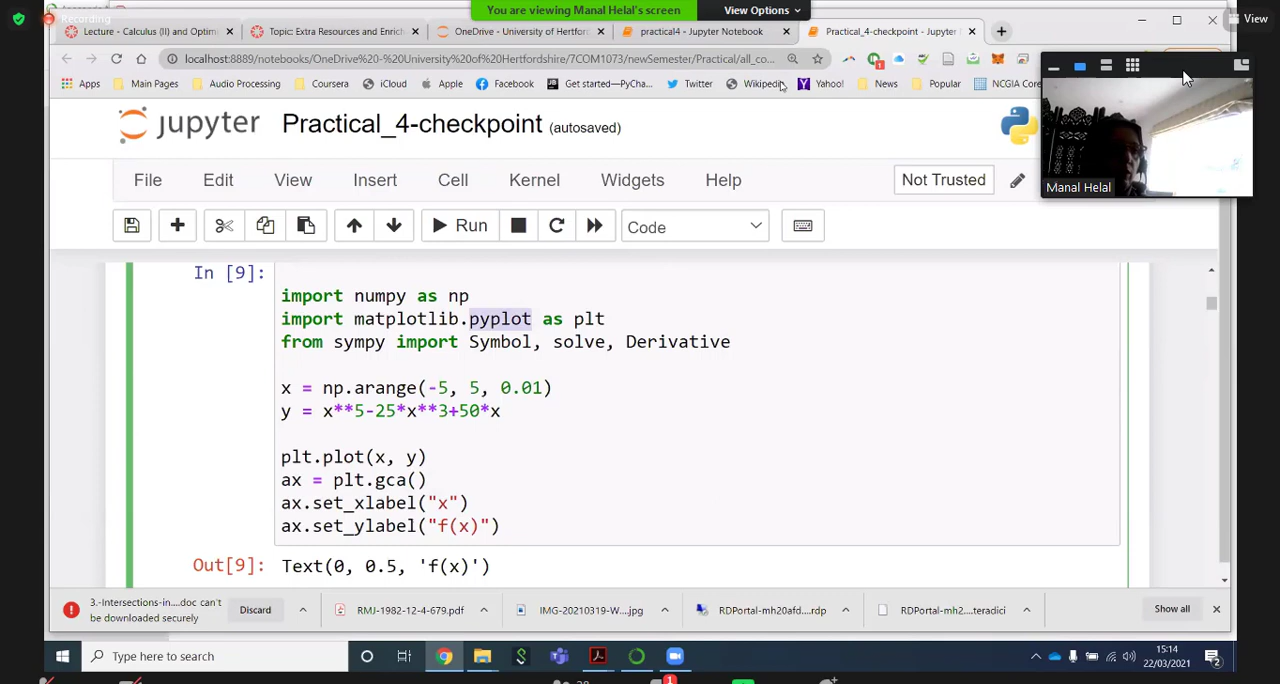 Recording
You are viewing Manal Helal's screen
View Options
View
Lecture - Calculus (II) and Optim
Topic: Extra Resources and Enrich
OneDrive - University of Hertfords
practical4 - Jupyter Notebook
Practical_4-checkpoint - Jupyter
localhost:8889/notebooks/OneDrive%20-%20University%20of%20Hertfordshire/7COM1073/newSemester/Practical/all_co...
Apps
Main Pages
Audio Processing
Coursera
iCloud
Apple
Facebook
Get started—PyCha...
Twitter
Wikipedia
Yahoo!
News
Popular
NCGIA Core
Manal Helal
jupyter
Practical_4-checkpoint (autosaved)
File
Edit
View
Insert
Cell
Kernel
Widgets
Help
Not Trusted
Run
Code
In [9]:
import numpy as np
import matplotlib.pyplot as plt
from sympy import Symbol, solve, Derivative
x = np.arange(-5, 5, 0.01)
y = x**5-25*x**3+50*x
plt.plot(x, y)
ax = plt.gca()
ax.set_xlabel("x")
ax.set_ylabel("f(x)")
Out[9]:
Text(0, 0.5, 'f(x)')
3.-Intersections-in....doc can't
be downloaded securely
Discard
RMJ-1982-12-4-679.pdf
IMG-20210319-W....jpg
RDPortal-mh20afd....rdp
RDPortal-mh2....teradici
Show all
Type here to search
15:14
22/03/2021
2
1